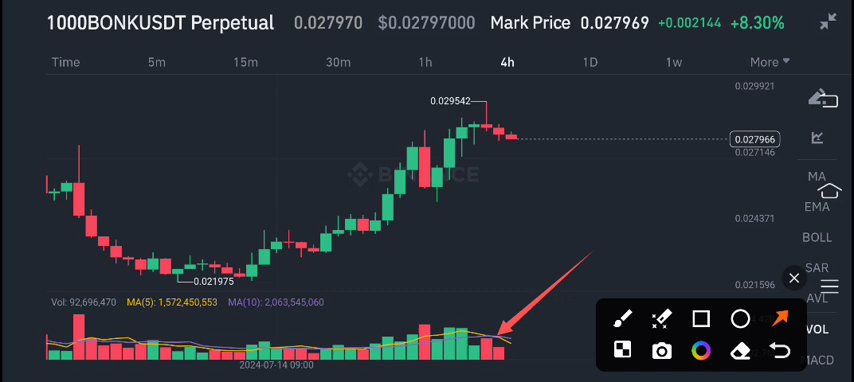 1000BONKUSDT Perpetual 0.027970 $0.02797000 Mark Price 0.027969 +0.002144 +8.30%
Time 5m 15m 30m 1h 4h 1D 1w More
0.029921
0.029542
0.027966
0.027146
BINANCE
MA
EMA
0.024371
BOLL
SAR
0.021975
0.021596
AVL
Vol: 92,696,470 MA(5): 1,572,450,553 MA(10): 2,063,545,060
VOL
MACD
2024-07-14 09:00